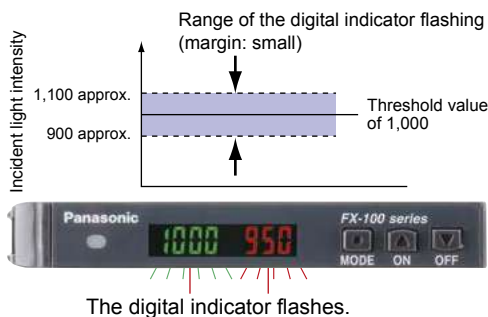 Range of the digital indicator flashing
(margin: small)
Incident light intensity
1,100 approx.
Threshold value
of 1,000
900 approx.
Panasonic
FX-100 series
1000 950
MODE ON OFF
The digital indicator flashes.